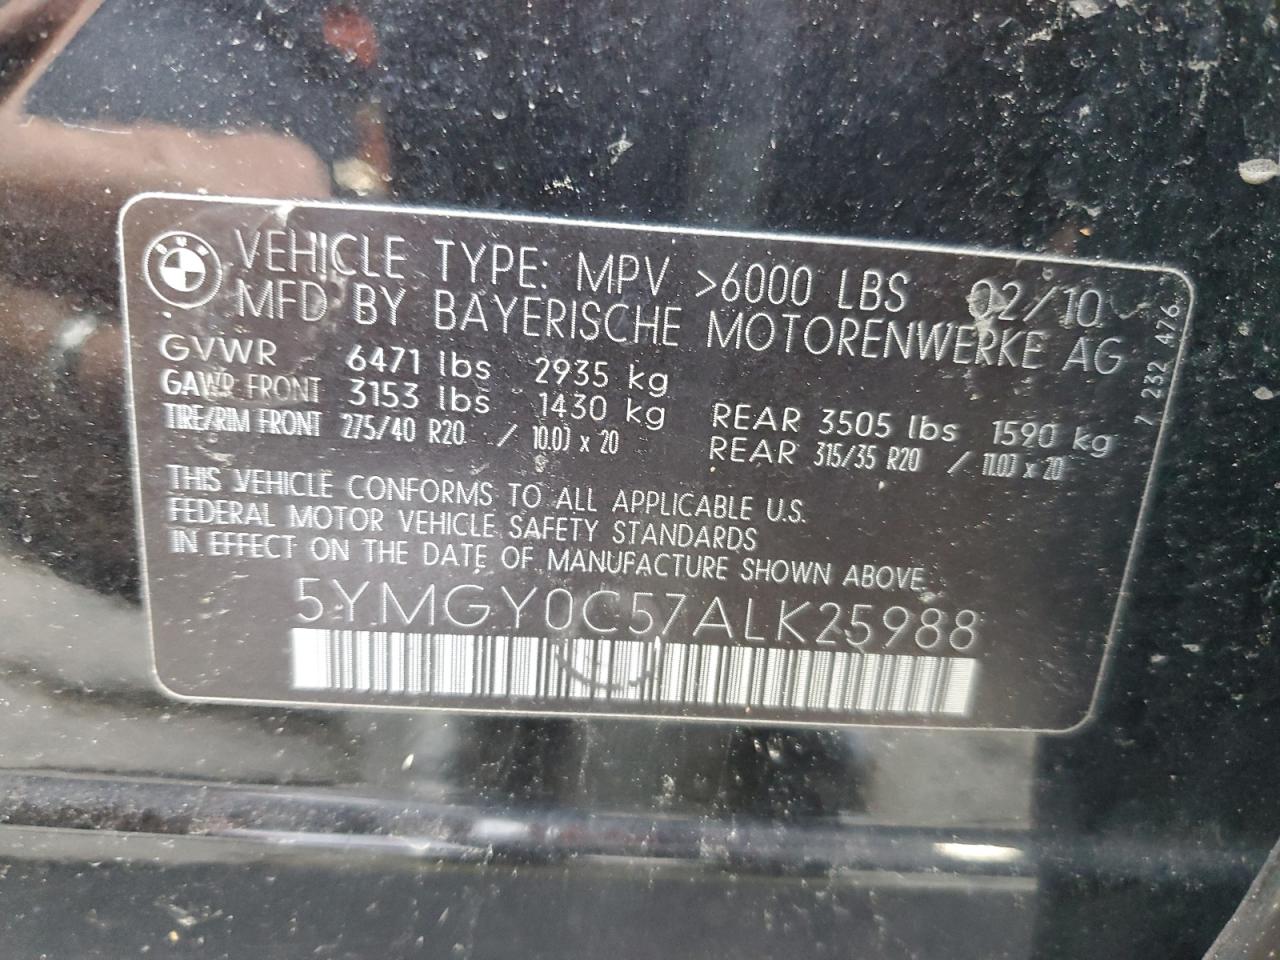 VEHICLE TYPE: MPV >6000 LBS 02/10
MFD BY BAYERISCHE MOTORENWERKE AG
GVWR 6471 lbs 2935 kg
GAWR FRONT 3153 lbs 1430 kg REAR 3505 lbs 1590 kg
TIRE/RIM FRONT 275/40 R20 / 10.0J x 20 REAR 315/35 R20 / 11.0J x 20
THIS VEHICLE CONFORMS TO ALL APPLICABLE U.S.
FEDERAL MOTOR VEHICLE SAFETY STANDARDS
IN EFFECT ON THE DATE OF MANUFACTURE SHOWN ABOVE
5YMGY0C57ALK25988
7 232 476